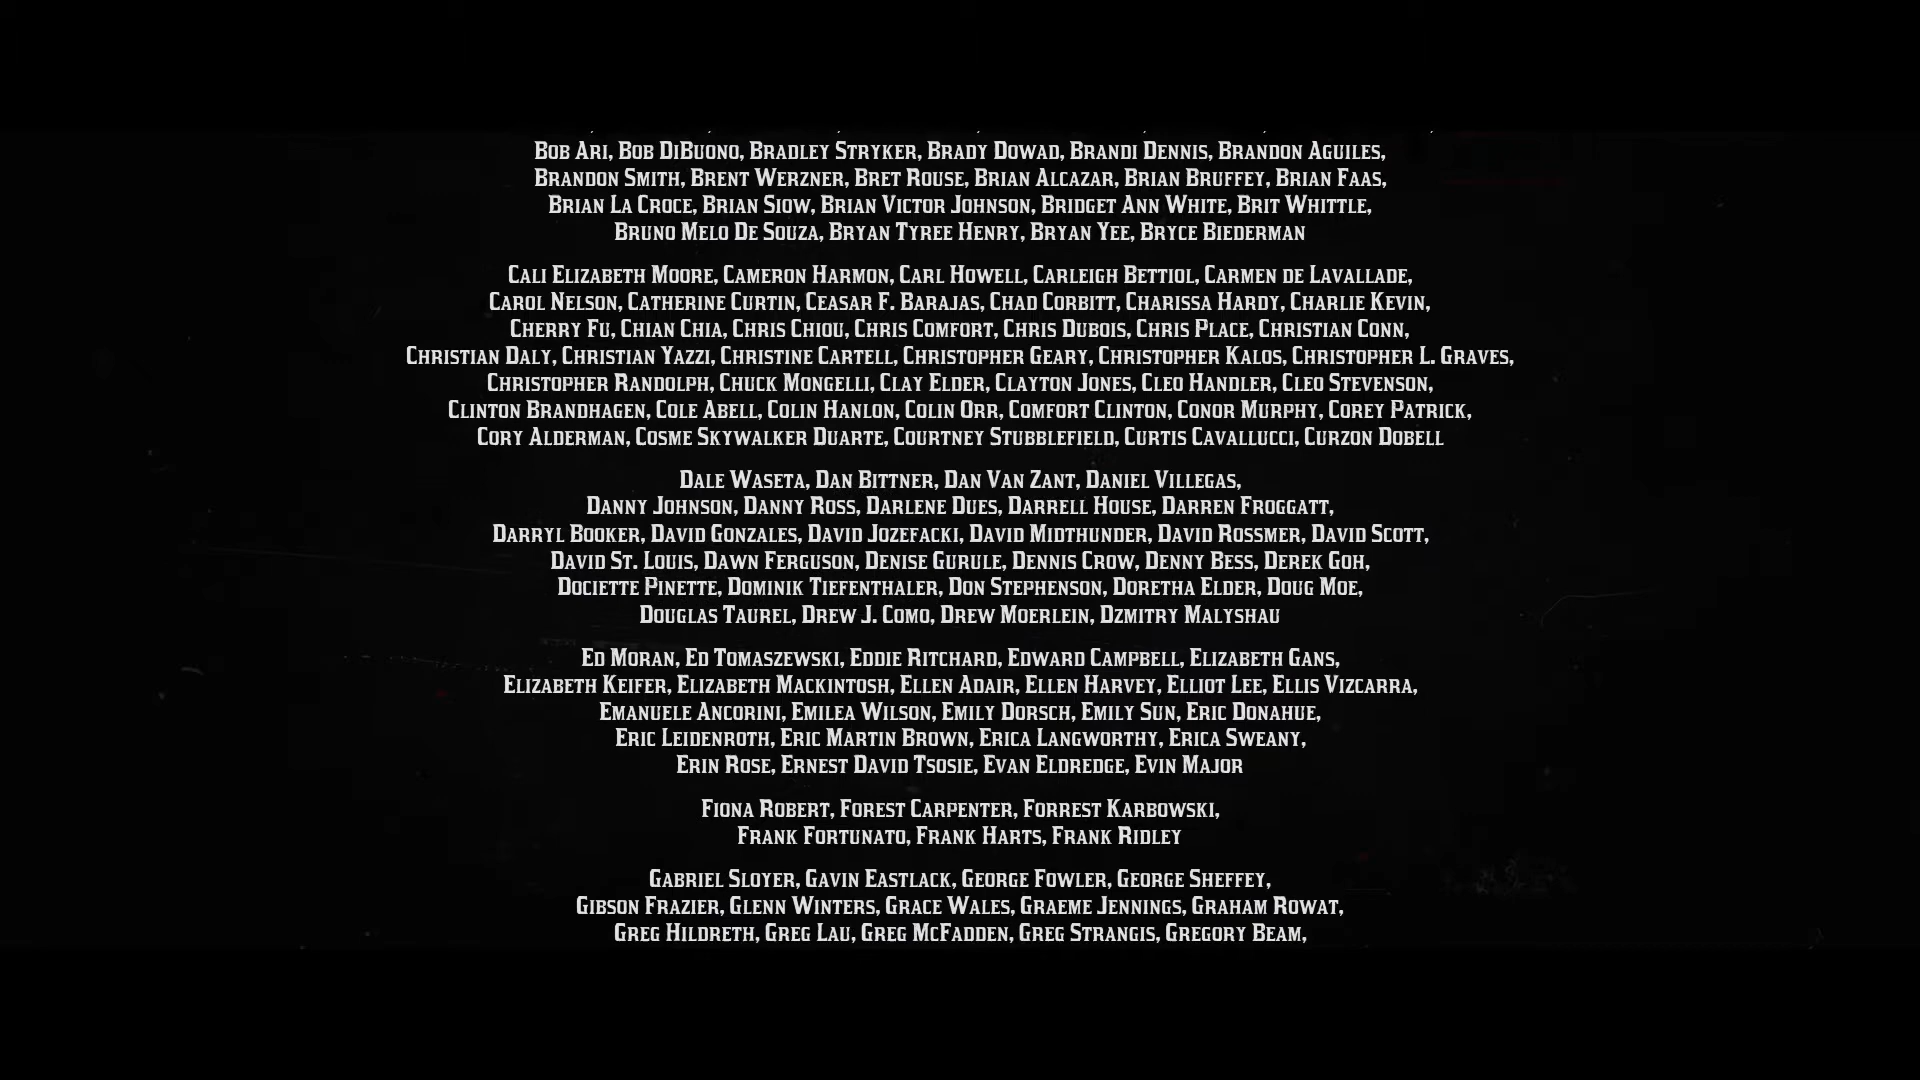 Bob Ari, Bob DiBuono, Bradley Stryker, Brady Dowad, Brandi Dennis, Brandon Aguiles,
Brandon Smith, Brent Werzner, Bret Rouse, Brian Alcazar, Brian Bruffey, Brian Faas,
Brian La Croce, Brian Siow, Brian Victor Johnson, Bridget Ann White, Brit Whittle,
Bruno Melo De Souza, Bryan Tyree Henry, Bryan Yee, Bryce Biederman
Cali Elizabeth Moore, Cameron Harmon, Carl Howell, Carleigh Bettiol, Carmen de Lavallade,
Carol Nelson, Catherine Curtin, Ceasar F. Barajas, Chad Corbitt, Charissa Hardy, Charlie Kevin,
Cherry Fu, Chian Chia, Chris Chiou, Chris Comfort, Chris Dubois, Chris Place, Christian Conn,
Christian Daly, Christian Yazzi, Christine Cartell, Christopher Geary, Christopher Kalos, Christopher L. Graves,
Christopher Randolph, Chuck Mongelli, Clay Elder, Clayton Jones, Cleo Handler, Cleo Stevenson,
Clinton Brandhagen, Cole Abell, Colin Hanlon, Colin Orr, Comfort Clinton, Conor Murphy, Corey Patrick,
Cory Alderman, Cosme Skywalker Duarte, Courtney Stubblefield, Curtis Cavallucci, Curzon Dobell
Dale Waseta, Dan Bittner, Dan Van Zant, Daniel Villegas,
Danny Johnson, Danny Ross, Darlene Dues, Darrell House, Darren Froggatt,
Darryl Booker, David Gonzales, David Jozefacki, David Midthunder, David Rossmer, David Scott,
David St. Louis, Dawn Ferguson, Denise Gurule, Dennis Crow, Denny Bess, Derek Goh,
Dociette Pinette, Dominik Tiefenthaler, Don Stephenson, Doretha Elder, Doug Moe,
Douglas Taurel, Drew J. Como, Drew Moerlein, Dzmitry Malyshau
Ed Moran, Ed Tomaszewski, Eddie Ritchard, Edward Campbell, Elizabeth Gans,
Elizabeth Keifer, Elizabeth Mackintosh, Ellen Adair, Ellen Harvey, Elliot Lee, Ellis Vizcarra,
Emanuele Ancorini, Emilea Wilson, Emily Dorsch, Emily Sun, Eric Donahue,
Eric Leidenroth, Eric Martin Brown, Erica Langworthy, Erica Sweany,
Erin Rose, Ernest David Tsosie, Evan Eldredge, Evin Major
Fiona Robert, Forest Carpenter, Forrest Karbowski,
Frank Fortunato, Frank Harts, Frank Ridley
Gabriel Sloyer, Gavin Eastlack, George Fowler, George Sheffey,
Gibson Frazier, Glenn Winters, Grace Wales, Graeme Jennings, Graham Rowat,
Greg Hildreth, Greg Lau, Greg McFadden, Greg Strangis, Gregory Beam,